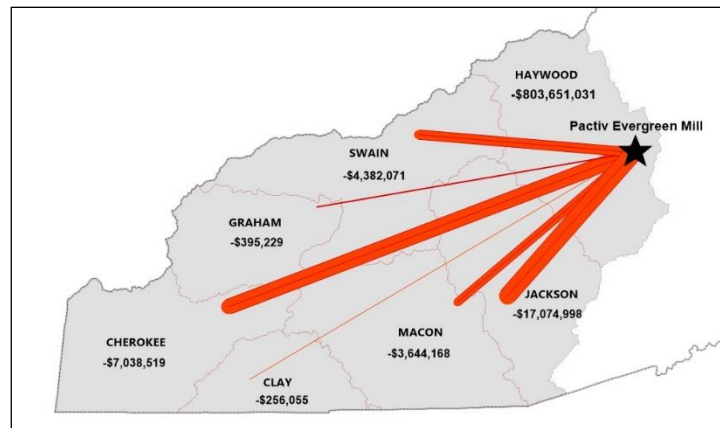 HAYWOOD
-$803,651,031
Pactiv Evergreen Mill
SWAIN
-$4,382,071
GRAHAM
-$395,229
JACKSON
-$17,074,998
MACON
-$3,644,168
CHEROKEE
-$7,038,519
CLAY
-$256,055